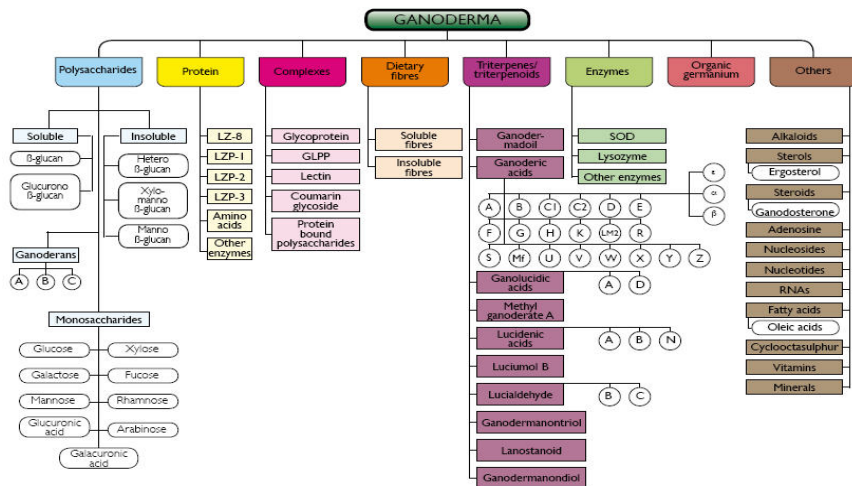 GANODERMA
Polysaccharides
Protein
Complexes
Dietary
fibres
Triterpenes/
triterpenoids
Enzymes
Organic
germanium
Others
Soluble
ß-glucan
Glucurono
ß-glucan
Insoluble
Hetero
ß-glucan
Xylo-
manno
ß-glucan
Manno
ß-glucan
Ganoderans
A
B
C
Monosaccharides
Glucose
Xylose
Galactose
Fucose
Mannose
Rhamnose
Glucuronic
acid
Arabinose
Galacuronic
acid
LZ-8
LZP-1
LZP-2
LZP-3
Amino
acids
Other
enzymes
Glycoprotein
GLPP
Lectin
Coumarin
glycoside
Protein
bound
polysaccharides
Soluble
fibres
Insoluble
fibres
Ganoder-
madoil
Ganoderic
acids
A
B
C1
C2
D
E
ε
α
β
F
G
H
K
LM2
R
S
Mf
U
V
W
X
Y
Z
Ganolucidic
acids
A
D
Methyl
ganoderate A
Lucidenic
acids
A
B
N
Luciumol B
Lucialdehyde
B
C
Ganodermanontriol
Lanostanoid
Ganodermanondiol
SOD
Lysozyme
Other enzymes
Alkaloids
Sterols
Ergosterol
Steroids
Ganodosterone
Adenosine
Nucleosides
Nucleotides
RNAs
Fatty acids
Oleic acids
Cyclooctasulphur
Vitamins
Minerals